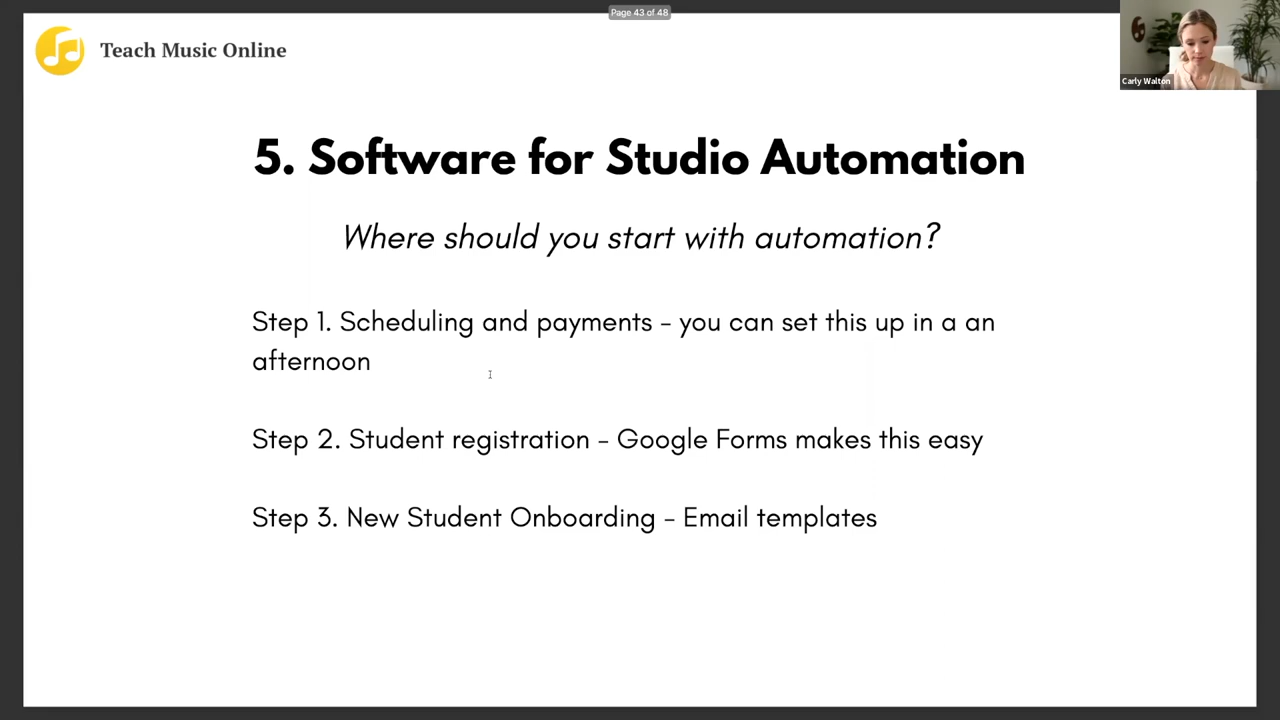 Page 43 of 48
Teach Music Online
Carly Walton
5. Software for Studio Automation
Where should you start with automation?
Step 1. Scheduling and payments - you can set this up in a an
afternoon
Step 2. Student registration - Google Forms makes this easy
Step 3. New Student Onboarding - Email templates